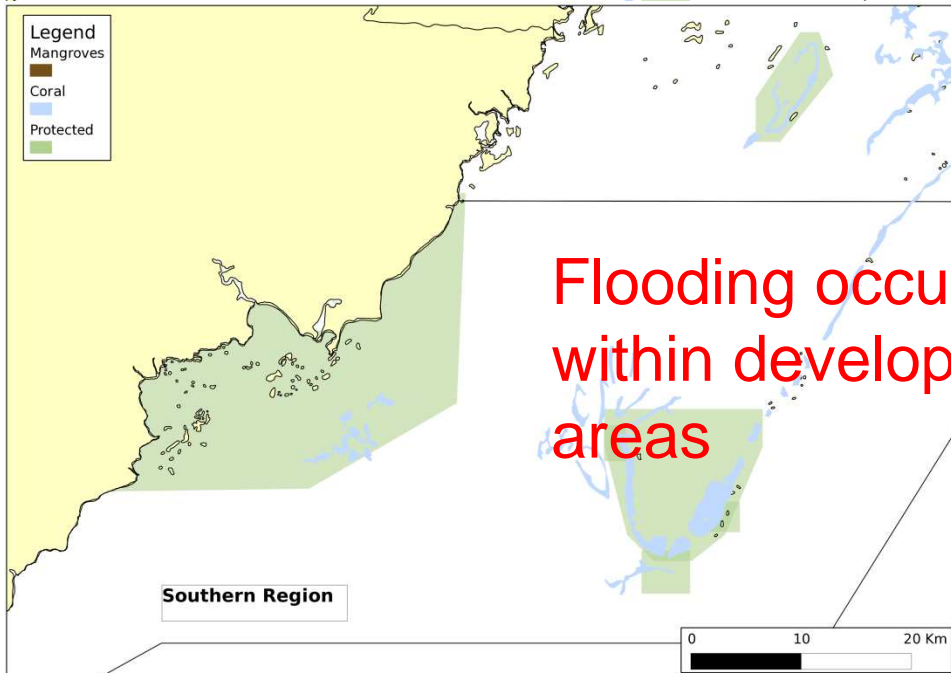 Legend
Mangroves
Coral
Protected
Flooding occu
within develop
areas
Southern Region
0 10 20 Km